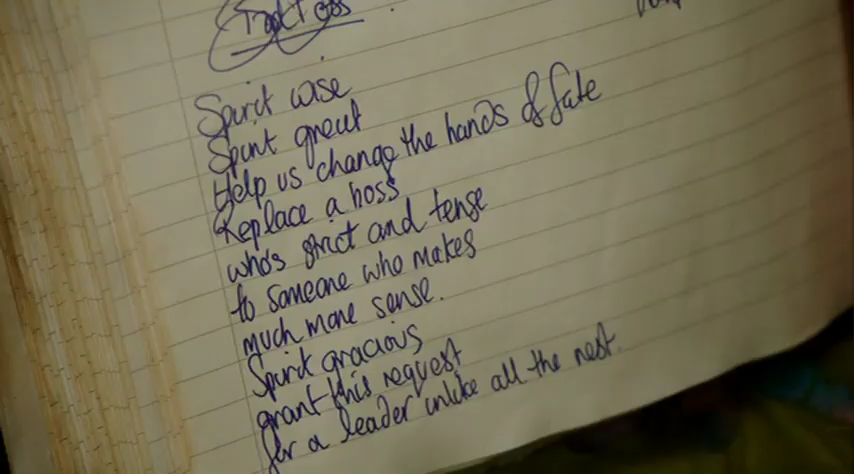 Spirit wise
Spirit great
Help us change the hands of fate
Replace a boss
who's strict and tense
to someone who makes
much more sense.
Spirit gracious
grant this request
for a leader unlike all the rest.